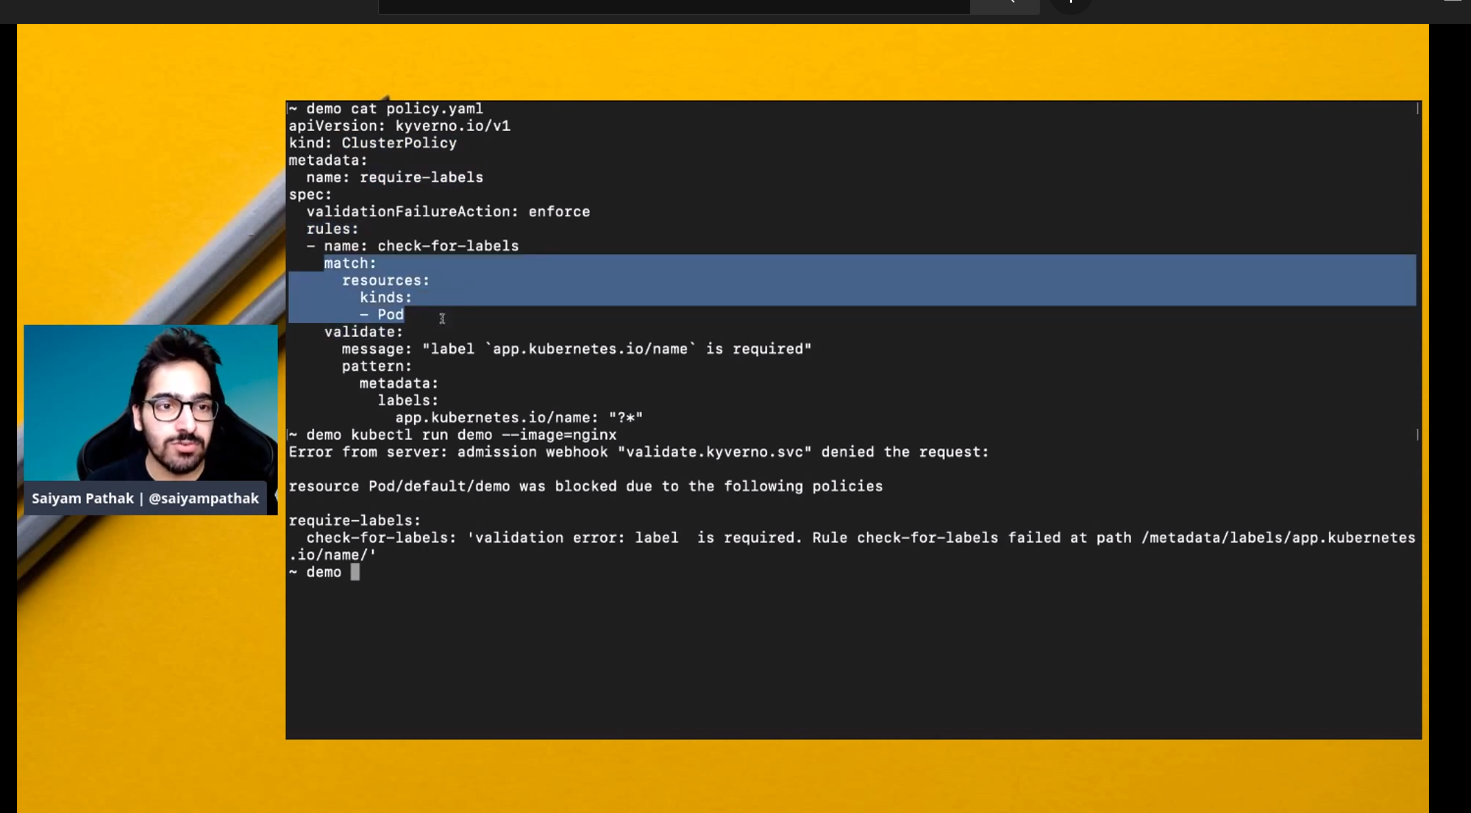 ~ demo cat policy.yaml
apiVersion: kyverno.io/v1
kind: ClusterPolicy
metadata:
  name: require-labels
spec:
  validationFailureAction: enforce
  rules:
  - name: check-for-labels
    match:
      resources:
        kinds:
        - Pod
    validate:
      message: "label `app.kubernetes.io/name` is required"
      pattern:
        metadata:
          labels:
            app.kubernetes.io/name: "?*"
~ demo kubectl run demo --image=nginx
Error from server: admission webhook "validate.kyverno.svc" denied the request:
resource Pod/default/demo was blocked due to the following policies
require-labels:
  check-for-labels: 'validation error: label  is required. Rule check-for-labels failed at path /metadata/labels/app.kubernetes
.io/name/'
~ demo
Saiyam Pathak | @saiyampathak